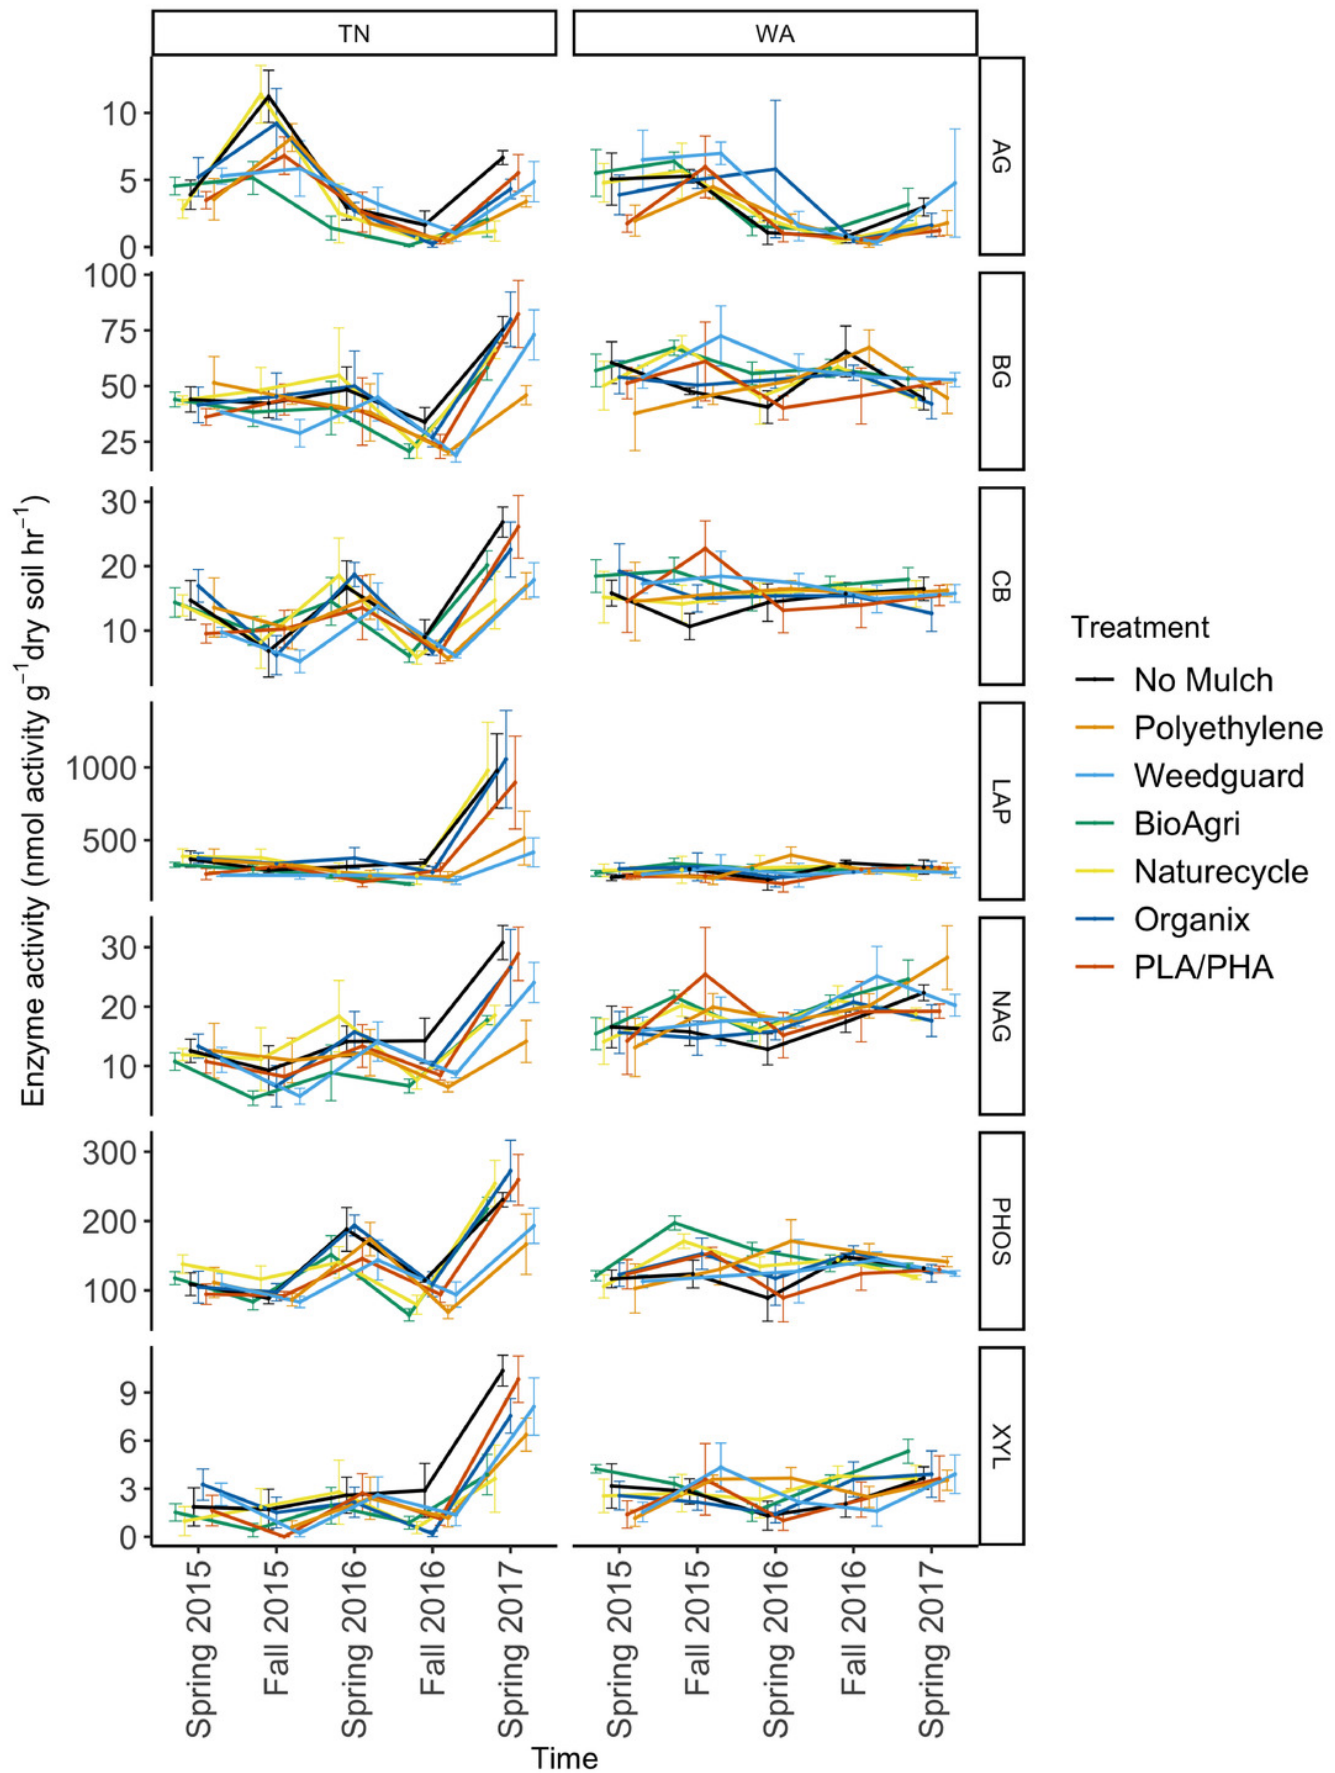 TN
WA
Enzyme activity (nmol activity g⁻¹ dry soil hr⁻¹)
10
5
0
AG
100
75
50
25
BG
30
20
10
CB
1000
500
LAP
30
20
10
NAG
300
200
100
PHOS
9
6
3
0
XYL
Spring 2015
Fall 2015
Spring 2016
Fall 2016
Spring 2017
Spring 2015
Fall 2015
Spring 2016
Fall 2016
Spring 2017
Time
Treatment
No Mulch
Polyethylene
Weedguard
BioAgri
Naturecycle
Organix
PLA/PHA